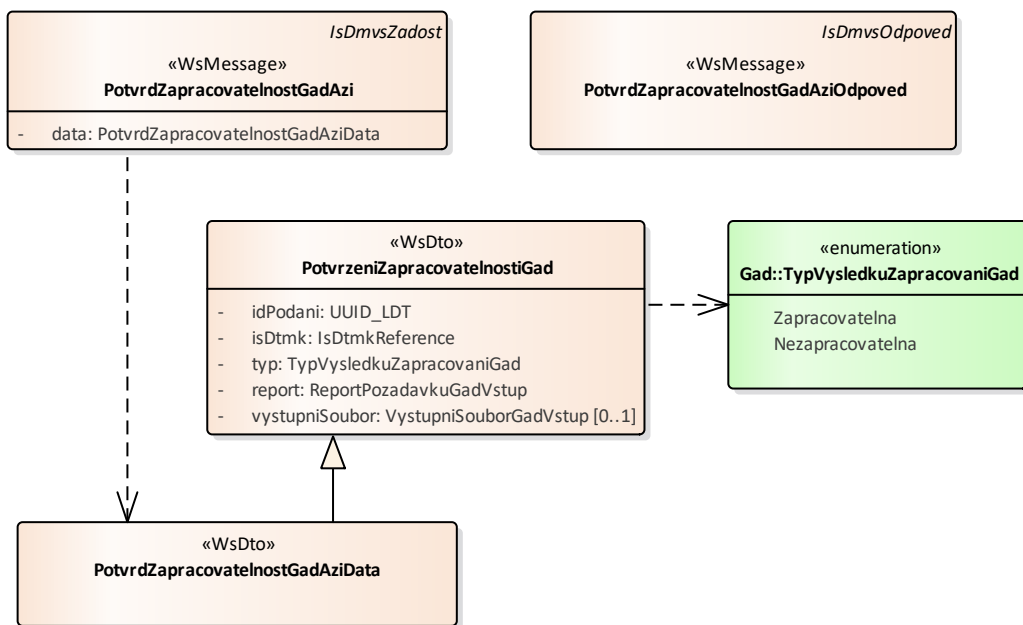 IsDmvsZadost
«WsMessage»
PotvrdZapracovatelnostGadAzi
- data: PotvrdZapracovatelnostGadAziData
IsDmvsOdpoved
«WsMessage»
PotvrdZapracovatelnostGadAziOdpoved
«WsDto»
PotvrzeniZapracovatelnostiGad
- idPodani: UUID_LDT
- isDtmk: IsDtmkReference
- typ: TypVysledkuZapracovaniGad
- report: ReportPozadavkuGadVstup
- vystupniSoubor: VystupniSouborGadVstup [0..1]
«enumeration»
Gad::TypVysledkuZapracovaniGad
Zapracovatelna
Nezapracovatelna
«WsDto»
PotvrdZapracovatelnostGadAziData